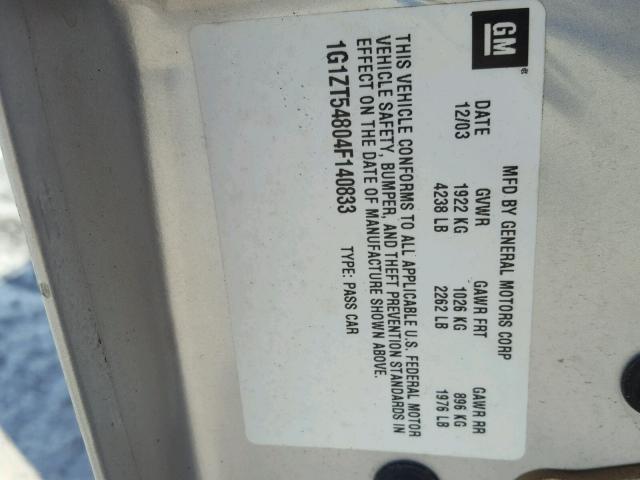 GM
MFD BY GENERAL MOTORS CORP
DATE GVWR GAWR FRT GAWR RR
12/03 1922 KG 1026 KG 896 KG
4238 LB 2262 LB 1976 LB
THIS VEHICLE CONFORMS TO ALL APPLICABLE U.S. FEDERAL MOTOR
VEHICLE SAFETY, BUMPER, AND THEFT PREVENTION STANDARDS IN
EFFECT ON THE DATE OF MANUFACTURE SHOWN ABOVE.
1G1ZT54804F140833 TYPE: PASS CAR